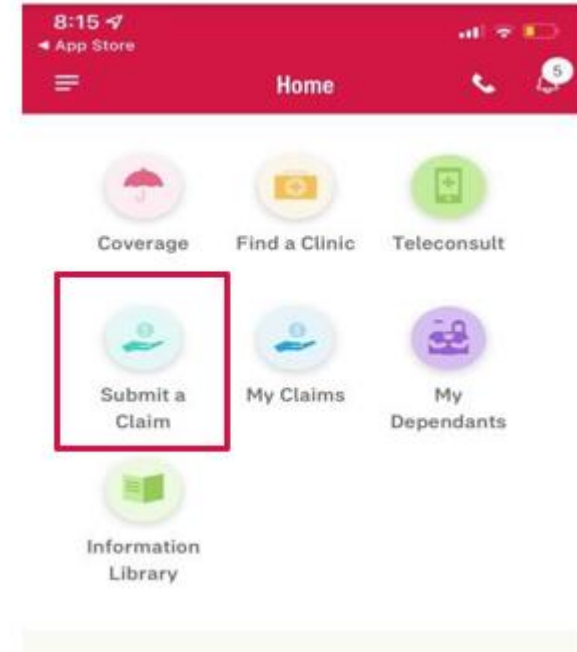 8:15
◄ App Store
Home
5
Coverage Find a Clinic Teleconsult
Submit a My Claims My
Claim Dependants
Information
Library